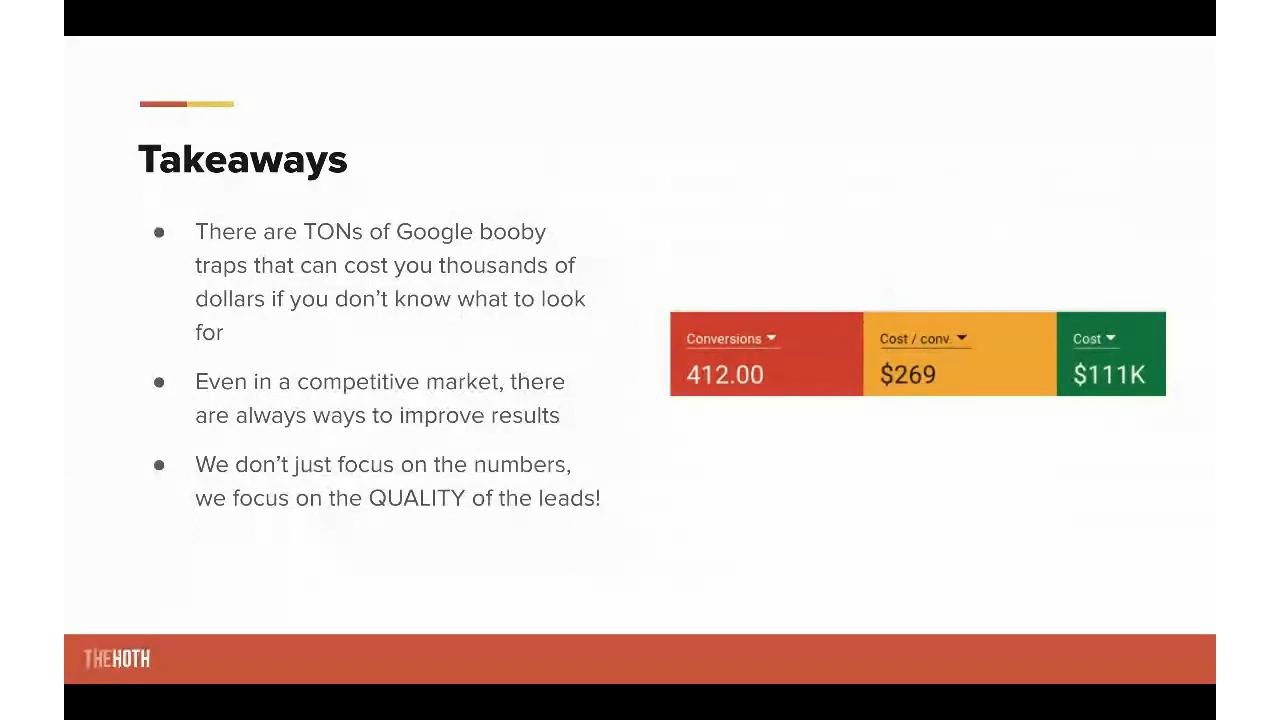 Takeaways
● There are TONs of Google booby
traps that can cost you thousands of
dollars if you don’t know what to look
for
● Even in a competitive market, there
are always ways to improve results
● We don’t just focus on the numbers,
we focus on the QUALITY of the leads!
Conversions Cost / conv. Cost
412.00 $269 $111K
THEHOTH